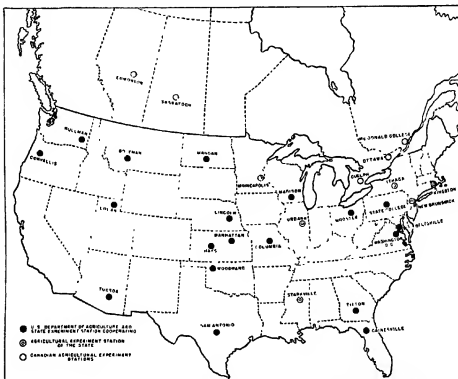 EDMONTON
SASKATOON
McDONALD COLLEGE
OTTAWA
GUELPH
PULLMAN
CORVALLIS
BOZEMAN
MANDAN
MINNEAPOLIS
MADISON
ITHACA
KINGSTON
NEW BRUNSWICK
LOGAN
LINCOLN
URBANA
WOOSTER
STATE COLLEGE
BELTSVILLE
WASHINGTON
MANHATTAN
HAYS
COLUMBIA
WOODWARD
TUCSON
STARKVILLE
TIFTON
SAN ANTONIO
GAINESVILLE
U.S. DEPARTMENT OF AGRICULTURE AND
STATE EXPERIMENT STATION COOPERATING
AGRICULTURAL EXPERIMENT STATION
OF THE STATE
CANADIAN AGRICULTURAL EXPERIMENT
STATIONS